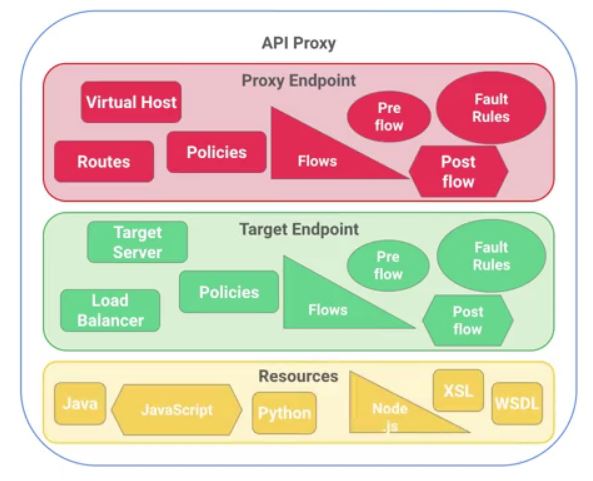 API Proxy
Proxy Endpoint
Virtual Host
Pre
flow
Fault
Rules
Routes
Policies
Flows
Post
flow
Target Endpoint
Target
Server
Pre
flow
Fault
Rules
Load
Balancer
Policies
Flows
Post
flow
Resources
Java
JavaScript
Python
Node
.js
XSL
WSDL